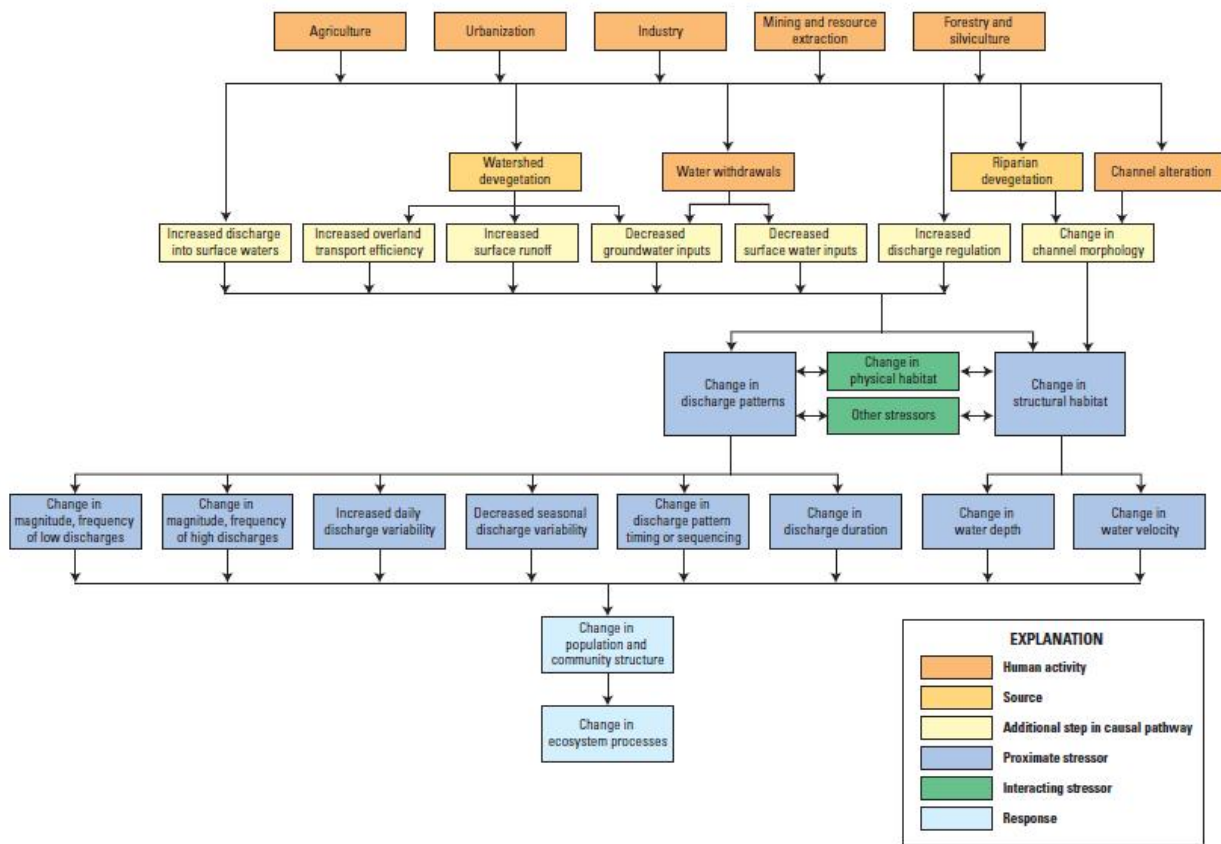 Agriculture
Urbanization
Industry
Mining and resource
extraction
Forestry and
silviculture
Watershed
devegetation
Water withdrawals
Riparian
devegetation
Channel alteration
Increased discharge
into surface waters
Increased overland
transport efficiency
Increased
surface runoff
Decreased
groundwater inputs
Decreased
surface water inputs
Increased
discharge regulation
Change in
channel morphology
Change in
discharge patterns
Change in
physical habitat
Other stressors
Change in
structural habitat
Change in
magnitude, frequency
of low discharges
Change in
magnitude, frequency
of high discharges
Increased daily
discharge variability
Decreased seasonal
discharge variability
Change in
discharge pattern
timing or sequencing
Change in
discharge duration
Change in
water depth
Change in
water velocity
Change in
population and
community structure
Change in
ecosystem processes
EXPLANATION
Human activity
Source
Additional step in causal pathway
Proximate stressor
Interacting stressor
Response